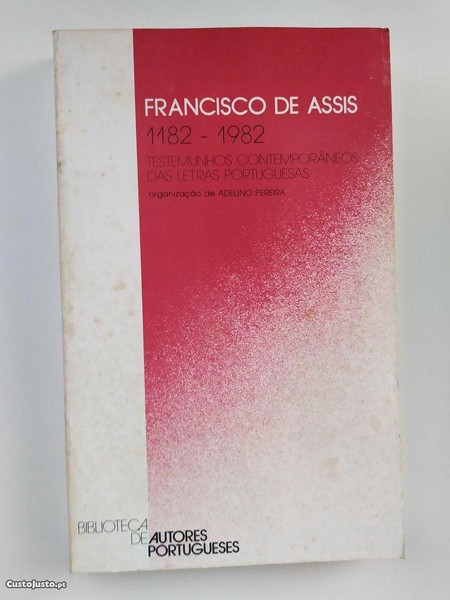 FRANCISCO DE ASSIS
1182 - 1982
TESTEMUNHOS CONTEMPORÂNEOS
DAS LETRAS PORTUGUESAS
organização de ADELINO PEREIRA
BIBLIOTECA
DE AUTORES
PORTUGUESES
CustoJusto.pt